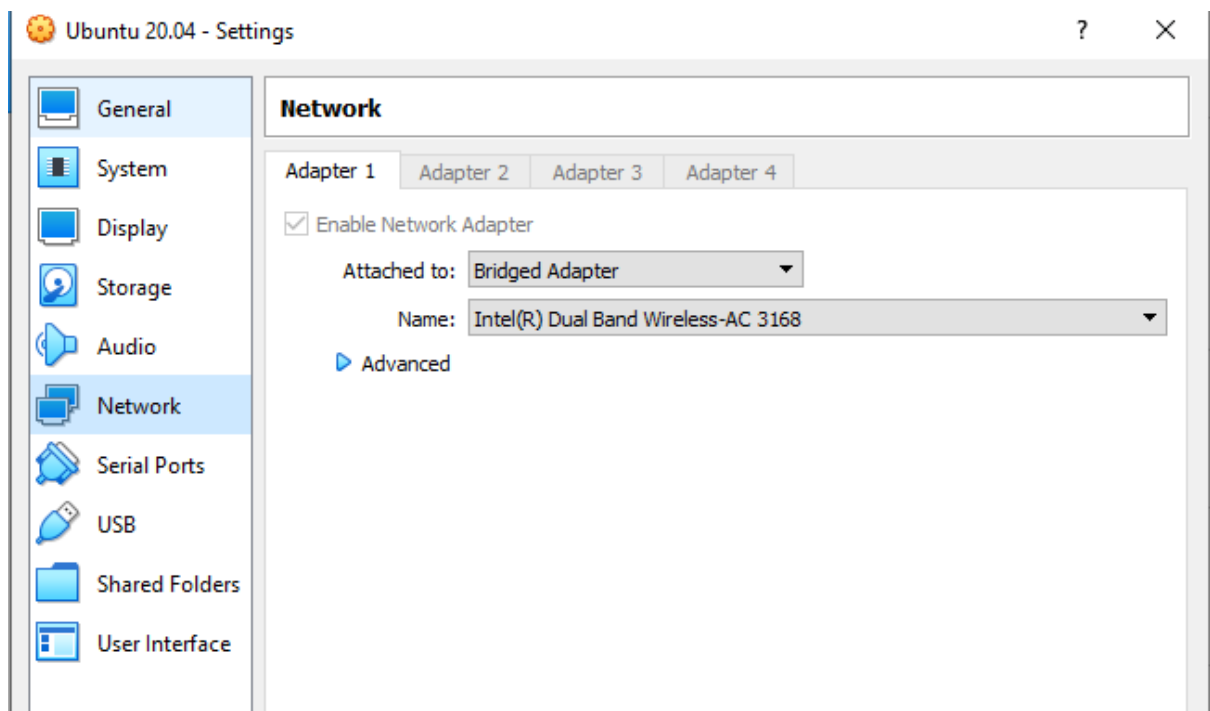 Ubuntu 20.04 - Settings ? ×
General
System
Display
Storage
Audio
Network
Serial Ports
USB
Shared Folders
User Interface
Network
Adapter 1 Adapter 2 Adapter 3 Adapter 4
Enable Network Adapter
Attached to: Bridged Adapter
Name: Intel(R) Dual Band Wireless-AC 3168
Advanced